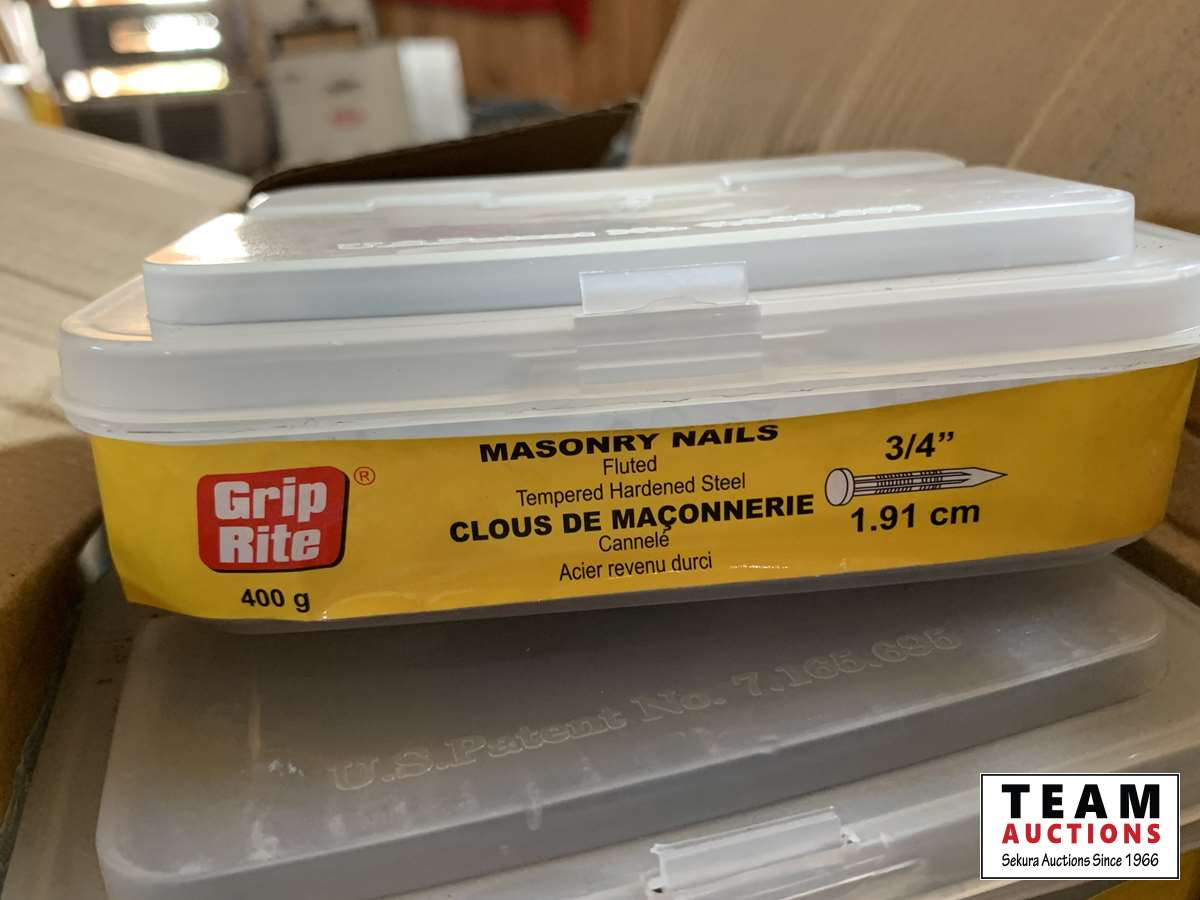 MASONRY NAILS
Fluted
Tempered Hardened Steel
CLOUS DE MAÇONNERIE
Cannelé
Acier revenu durci
3/4”
1.91 cm
Grip
Rite
®
400 g
U.S. Patent No. 7,165,685
TEAM
AUCTIONS
Sekura Auctions Since 1966